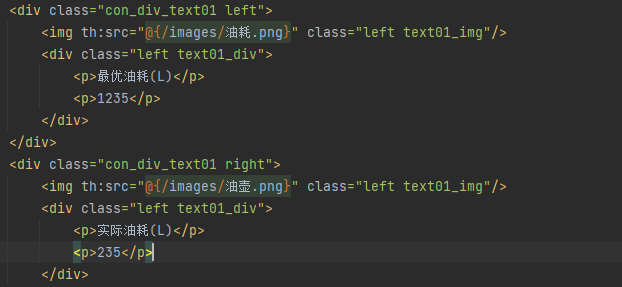 <div class="con_div_text01 left">
<img th:src="@{/images/油耗.png}" class="left text01_img"/>
<div class="left text01_div">
<p>最优油耗(L)</p>
<p>1235</p>
</div>
</div>
<div class="con_div_text01 right">
<img th:src="@{/images/油壶.png}" class="left text01_img"/>
<div class="left text01_div">
<p>实际油耗(L)</p>
<p>235</p>
</div>